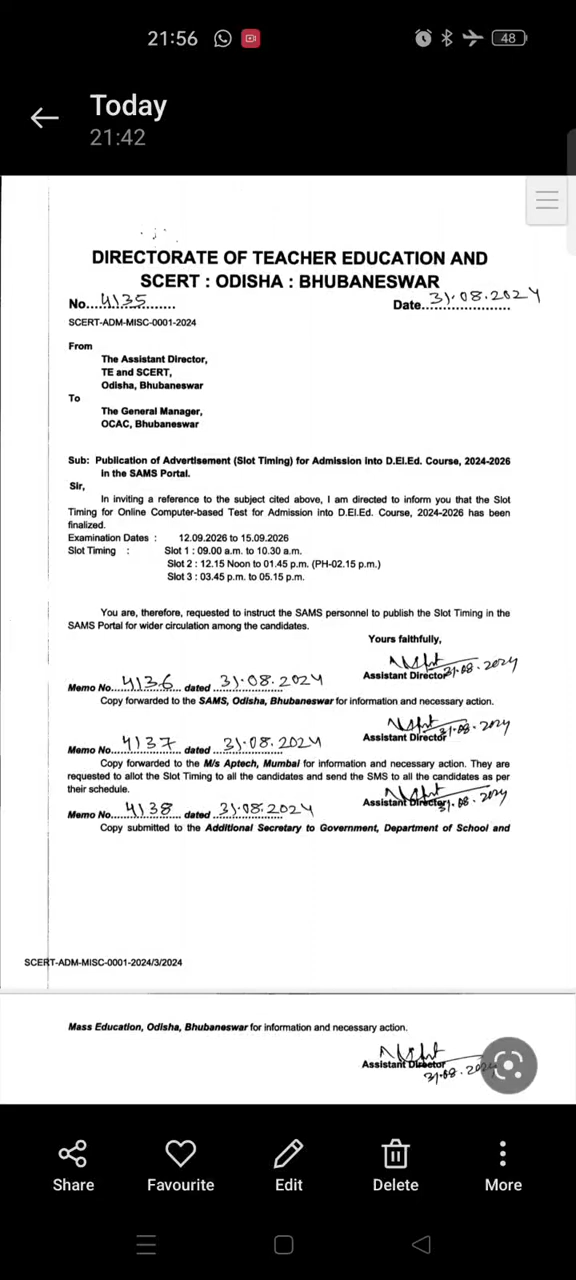 21:56
48
Today
21:42
DIRECTORATE OF TEACHER EDUCATION AND
SCERT : ODISHA : BHUBANESWAR
No....4135....... Date..31.08.2024
SCERT-ADM-MISC-0001-2024
From
The Assistant Director,
TE and SCERT,
Odisha, Bhubaneswar
To
The General Manager,
OCAC, Bhubaneswar
Sub: Publication of Advertisement (Slot Timing) for Admission into D.El.Ed. Course, 2024-2026
in the SAMS Portal.
Sir,
In inviting a reference to the subject cited above, I am directed to inform you that the Slot
Timing for Online Computer-based Test for Admission into D.El.Ed. Course, 2024-2026 has been
finalized.
Examination Dates : 12.09.2026 to 15.09.2026
Slot Timing : Slot 1 : 09.00 a.m. to 10.30 a.m.
Slot 2 : 12.15 Noon to 01.45 p.m. (PH-02.15 p.m.)
Slot 3 : 03.45 p.m. to 05.15 p.m.
You are, therefore, requested to instruct the SAMS personnel to publish the Slot Timing in the
SAMS Portal for wider circulation among the candidates.
Yours faithfully,
Assistant Director 31.08.2024
Memo No...4136... dated ..31.08.2024
Copy forwarded to the SAMS, Odisha, Bhubaneswar for information and necessary action.
Assistant Director 31.08.2024
Memo No...4137... dated ..31.08.2024
Copy forwarded to the M/s Aptech, Mumbai for information and necessary action. They are
requested to allot the Slot Timing to all the candidates and send the SMS to all the candidates as per
their schedule.
Assistant Director 31.08.2024
Memo No...4138... dated ..31.08.2024
Copy submitted to the Additional Secretary to Government, Department of School and
SCERT-ADM-MISC-0001-2024/3/2024
Mass Education, Odisha, Bhubaneswar for information and necessary action.
Assistant Director
31.08.2024
Share Favourite Edit Delete More